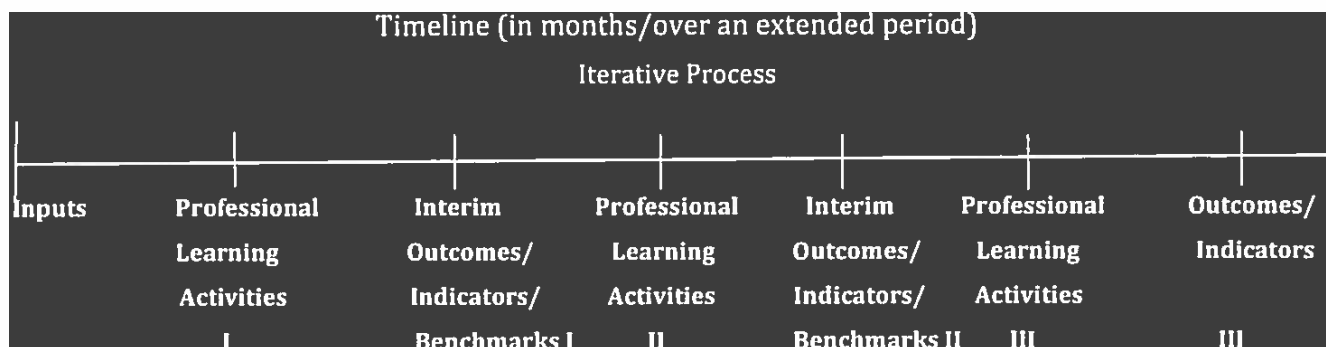 Timeline (in months/over an extended period)
Iterative Process
Inputs
Professional
Learning
Activities
I
Interim
Outcomes/
Indicators/
Benchmarks I
Professional
Learning
Activities
II
Interim
Outcomes/
Indicators/
Benchmarks II
Professional
Learning
Activities
III
Outcomes/
Indicators
III